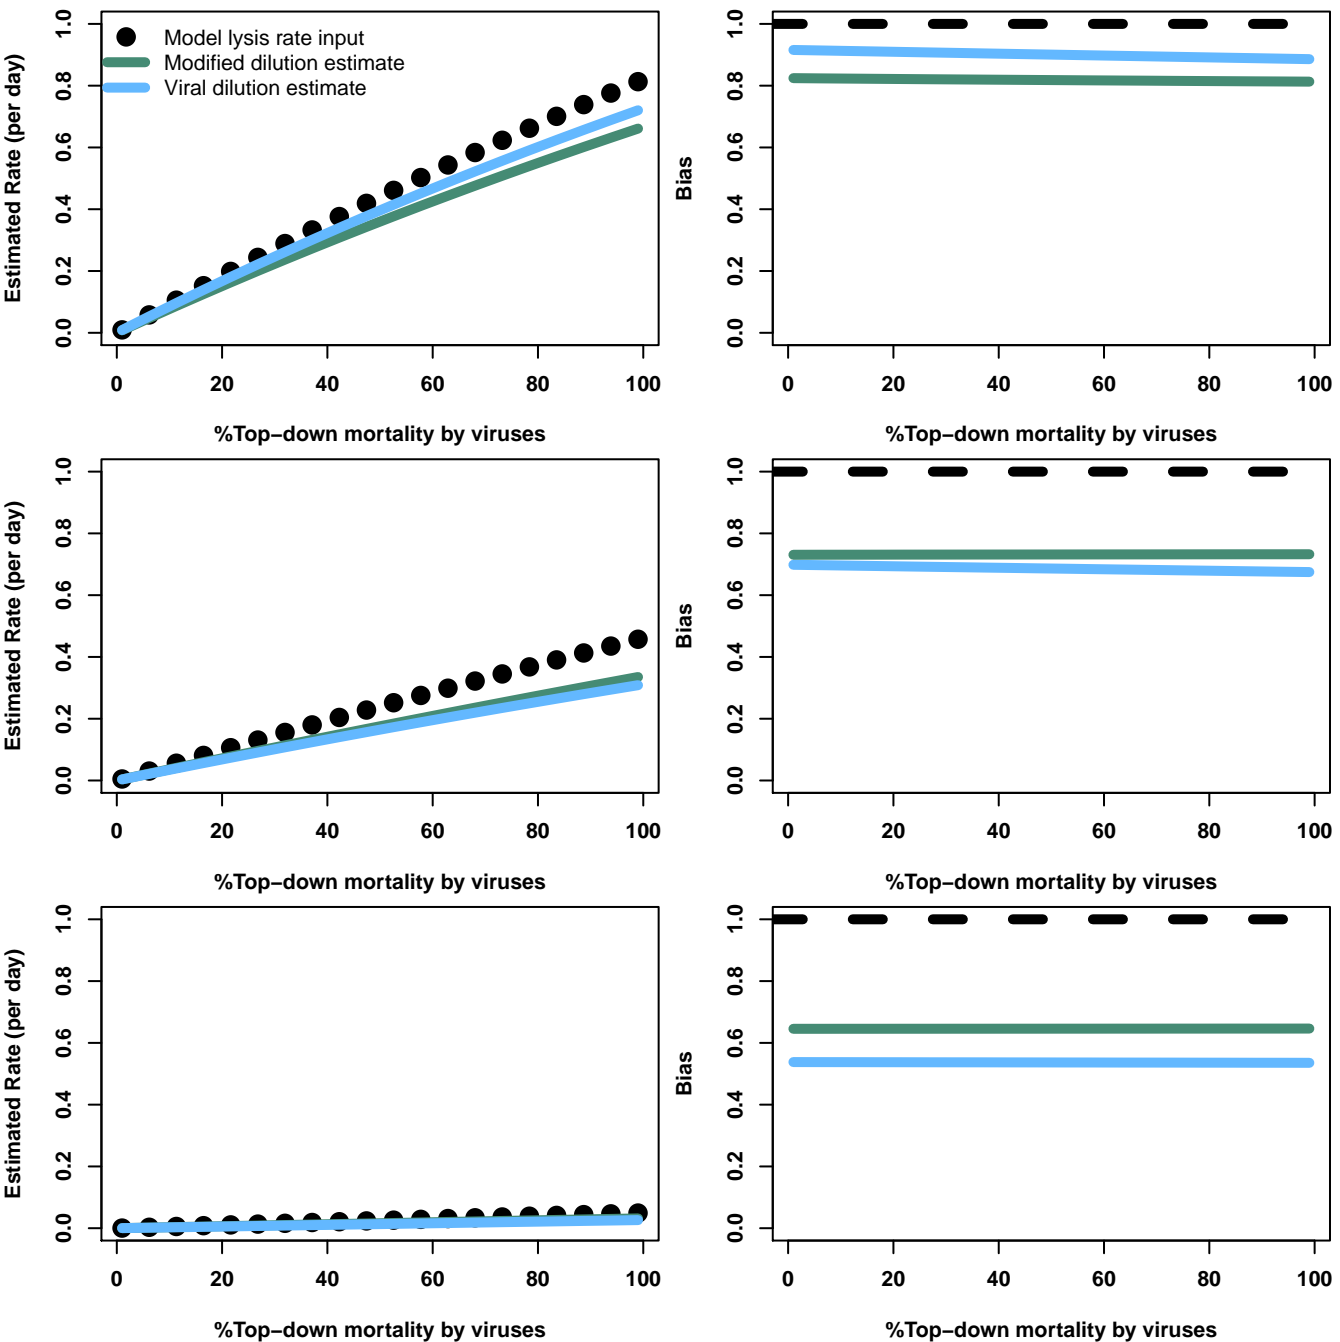 Estimated Rate (per day)
0.0 0.2 0.4 0.6 0.8 1.0
Model lysis rate input
Modified dilution estimate
Viral dilution estimate
0 20 40 60 80 100
%Top−down mortality by viruses
Bias
0.0 0.2 0.4 0.6 0.8 1.0
0 20 40 60 80 100
%Top−down mortality by viruses
Estimated Rate (per day)
0.0 0.2 0.4 0.6 0.8 1.0
0 20 40 60 80 100
%Top−down mortality by viruses
Bias
0.0 0.2 0.4 0.6 0.8 1.0
0 20 40 60 80 100
%Top−down mortality by viruses
Estimated Rate (per day)
0.0 0.2 0.4 0.6 0.8 1.0
0 20 40 60 80 100
%Top−down mortality by viruses
Bias
0.0 0.2 0.4 0.6 0.8 1.0
0 20 40 60 80 100
%Top−down mortality by viruses